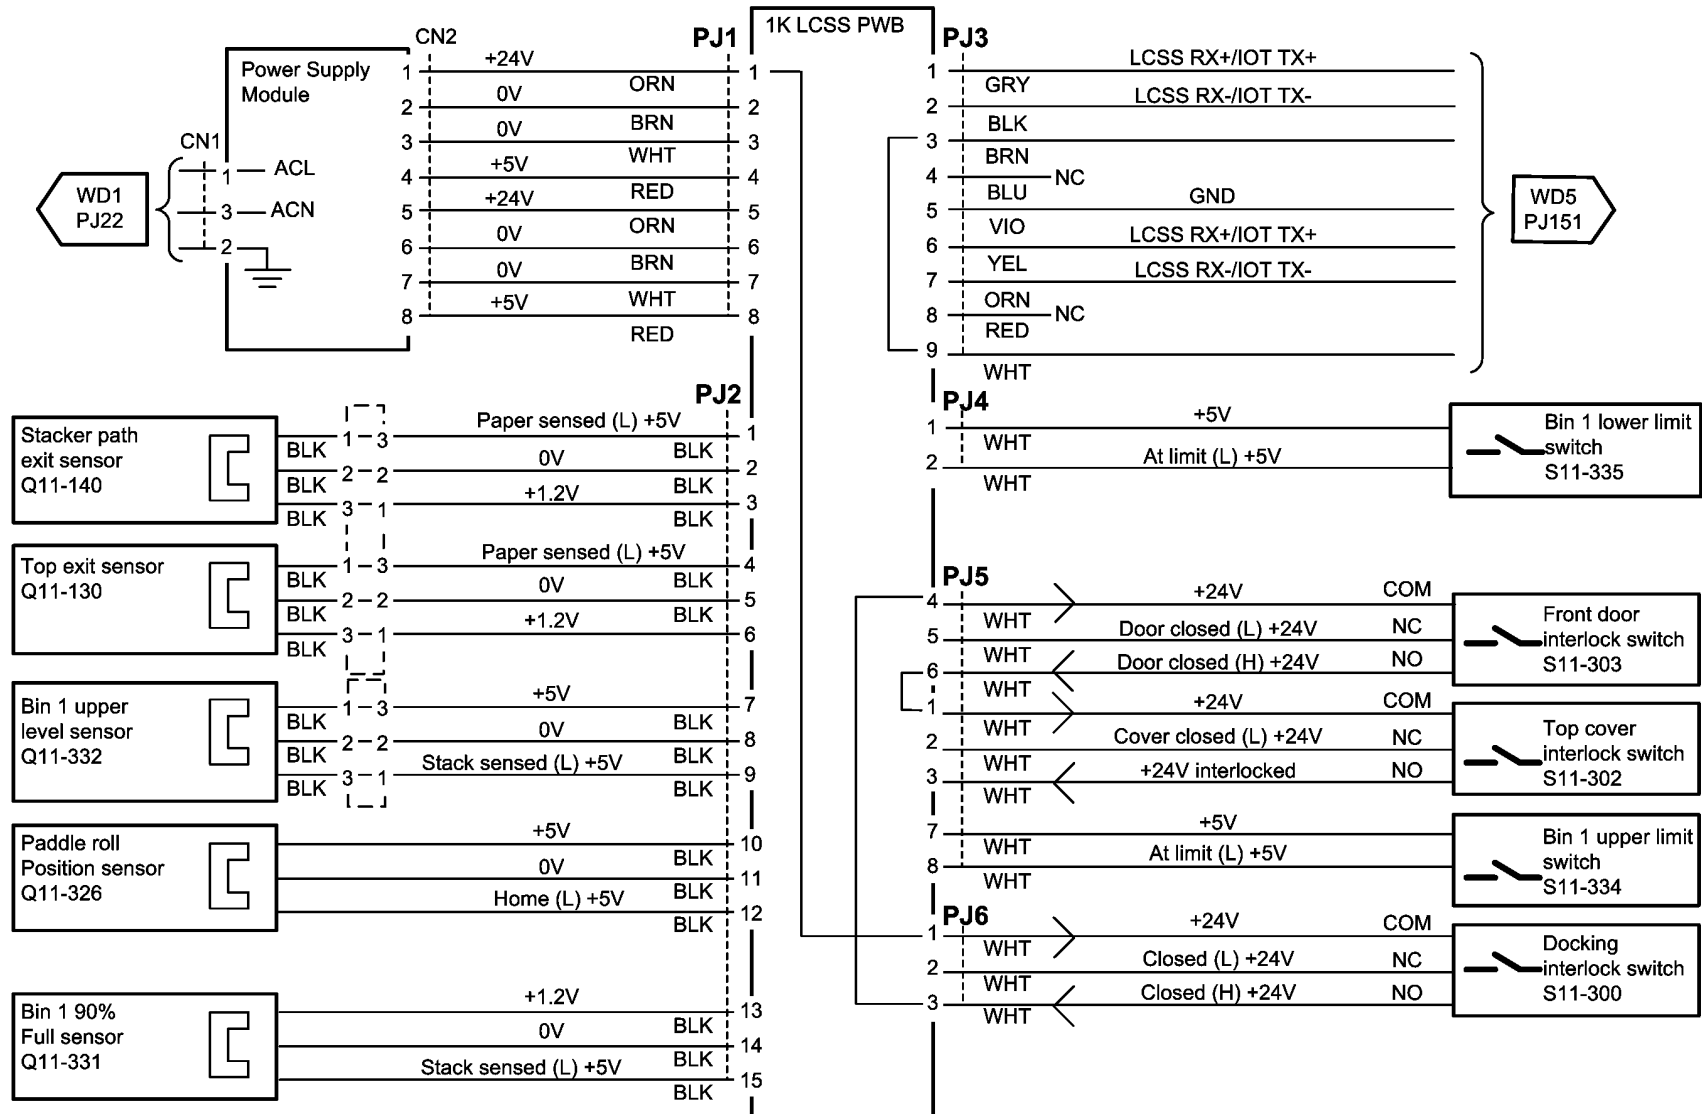 1K LCSS PWB
CN2
PJ1
Power Supply
Module
CN1
WD1
PJ22
1 ACL
3 ACN
2
1 +24V ORN 1
2 0V BRN 2
3 0V WHT 3
4 +5V RED 4
5 +24V ORN 5
6 0V BRN 6
7 0V WHT 7
8 +5V RED 8
PJ3
1 LCSS RX+/IOT TX+
GRY
2 LCSS RX-/IOT TX-
BLK
3
BRN
4 NC
BLU
5 GND
VIO
6 LCSS RX+/IOT TX+
YEL
7 LCSS RX-/IOT TX-
ORN
8 NC
RED
9
WHT
WD5
PJ151
PJ2
Stacker path
exit sensor
Q11-140
BLK 1 3 Paper sensed (L) +5V BLK 1
BLK 2 2 0V BLK 2
BLK 3 1 +1.2V BLK 3
Top exit sensor
Q11-130
BLK 1 3 Paper sensed (L) +5V BLK 4
BLK 2 2 0V BLK 5
BLK 3 1 +1.2V 6
Bin 1 upper
level sensor
Q11-332
BLK 1 3 +5V BLK 7
BLK 2 2 0V BLK 8
BLK 3 1 Stack sensed (L) +5V BLK 9
Paddle roll
Position sensor
Q11-326
+5V BLK 10
0V BLK 11
Home (L) +5V BLK 12
Bin 1 90%
Full sensor
Q11-331
+1.2V BLK 13
0V BLK 14
Stack sensed (L) +5V BLK 15
PJ4
1 WHT +5V
2 WHT At limit (L) +5V
Bin 1 lower limit
switch
S11-335
PJ5
4 WHT +24V COM
5 WHT Door closed (L) +24V NC
6 WHT Door closed (H) +24V NO
Front door
interlock switch
S11-303
1 WHT +24V COM
2 WHT Cover closed (L) +24V NC
3 WHT +24V interlocked NO
Top cover
interlock switch
S11-302
7 WHT +5V
8 WHT At limit (L) +5V
Bin 1 upper limit
switch
S11-334
PJ6
1 WHT +24V COM
2 WHT Closed (L) +24V NC
3 WHT Closed (H) +24V NO
Docking
interlock switch
S11-300